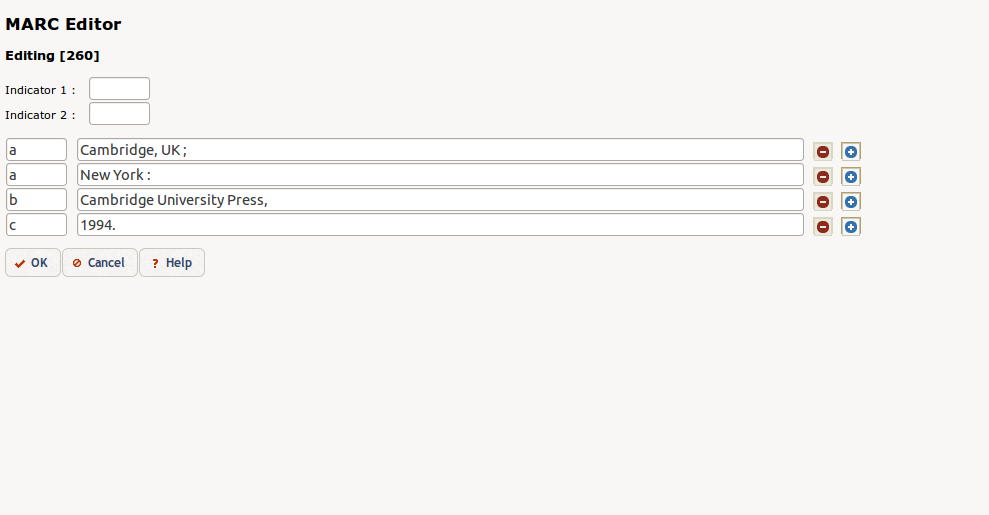 MARC Editor
Editing [260]
Indicator 1 :
Indicator 2 :
a Cambridge, UK ;
a New York :
b Cambridge University Press,
c 1994.
OK Cancel ? Help